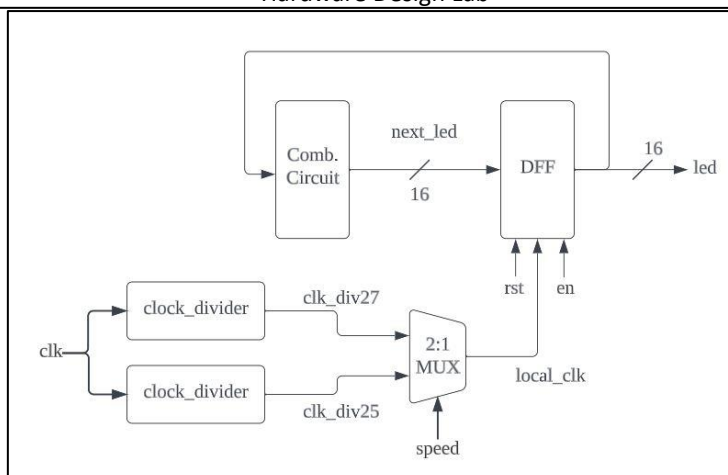 Hardware Design Lab
next_led
Comb.
Circuit
DFF
16
16
led
rst
en
clock_divider
clk_div27
clk
2:1
MUX
local_clk
clock_divider
clk_div25
speed